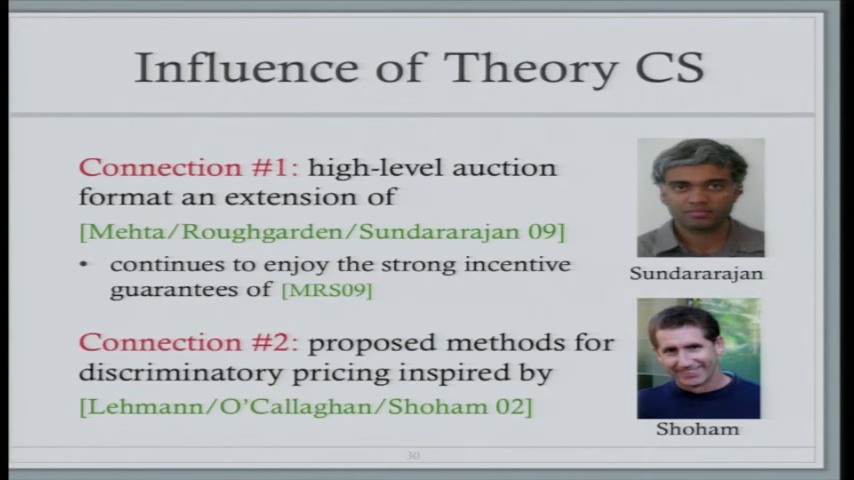 Influence of Theory CS
Connection #1: high-level auction
format an extension of
[Mehta/Roughgarden/Sundararajan 09]
• continues to enjoy the strong incentive
guarantees of [MRS09]
Sundararajan
Connection #2: proposed methods for
discriminatory pricing inspired by
[Lehmann/O'Callaghan/Shoham 02]
Shoham
30